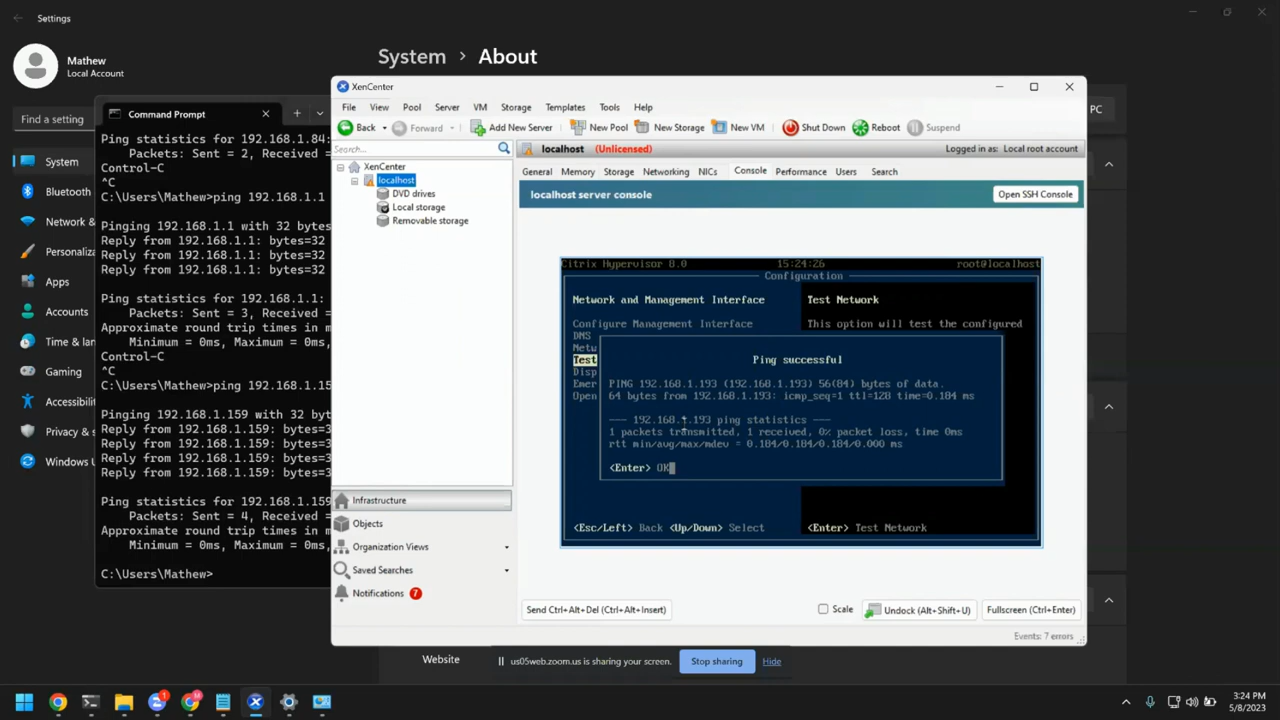 Settings
Mathew
Local Account
Find a setting
System
Bluetooth
Network &
Personaliza
Apps
Accounts
Time & lan
Gaming
Accessibilit
Privacy & s
Windows U
System > About
PC
Command Prompt
Ping statistics for 192.168.1.
Packets: Sent = 2, Received
Control-C
^C
C:\Users\Mathew>ping 192.168.1
Pinging 192.168.1.1 with 32 bytes
Reply from 192.168.1.1: bytes=32
Reply from 192.168.1.1: bytes=32
Reply from 192.168.1.1: bytes=32
Ping statistics for 192.168.1.1:
Packets: Sent = 3, Received =
Approximate round trip times in m
Minimum = 0ms, Maximum = 0ms,
Control-C
^C
C:\Users\Mathew>ping 192.168.1.15
Pinging 192.168.1.159 with 32 byt
Reply from 192.168.1.159: bytes=3
Reply from 192.168.1.159: bytes=3
Reply from 192.168.1.159: bytes=3
Reply from 192.168.1.159: bytes=3
Ping statistics for 192.168.1.159
Packets: Sent = 4, Received =
Approximate round trip times in m
Minimum = 0ms, Maximum = 0ms,
C:\Users\Mathew>
XenCenter
File View Pool Server VM Storage Templates Tools Help
Back Forward Add New Server New Pool New Storage New VM Shut Down Reboot Suspend
Search...
XenCenter
localhost
DVD drives
Local storage
Removable storage
Infrastructure
Objects
Organization Views
Saved Searches
Notifications 7
localhost (Unlicensed) Logged in as: Local root account
General Memory Storage Networking NICs Console Performance Users Search
localhost server console Open SSH Console
Citrix Hypervisor 8.0 15:24:26 root@localhost
Configuration
Network and Management Interface Test Network
Configure Management Interface This option will test the configured
DNS
Netw
Test
Disp
Emer
Open
Ping successful
PING 192.168.1.193 (192.168.1.193) 56(84) bytes of data.
64 bytes from 192.168.1.193: icmp_seq=1 ttl=128 time=0.184 ms
--- 192.168.1.193 ping statistics ---
1 packets transmitted, 1 received, 0% packet loss, time 0ms
rtt min/avg/max/mdev = 0.184/0.184/0.184/0.000 ms
<Enter> OK
<Esc/Left> Back <Up/Down> Select <Enter> Test Network
Send Ctrl+Alt+Del (Ctrl+Alt+Insert) Scale Undock (Alt+Shift+U) Fullscreen (Ctrl+Enter)
Events: 7 errors
Website
us05web.zoom.us is sharing your screen. Stop sharing Hide
3:24 PM
5/8/2023